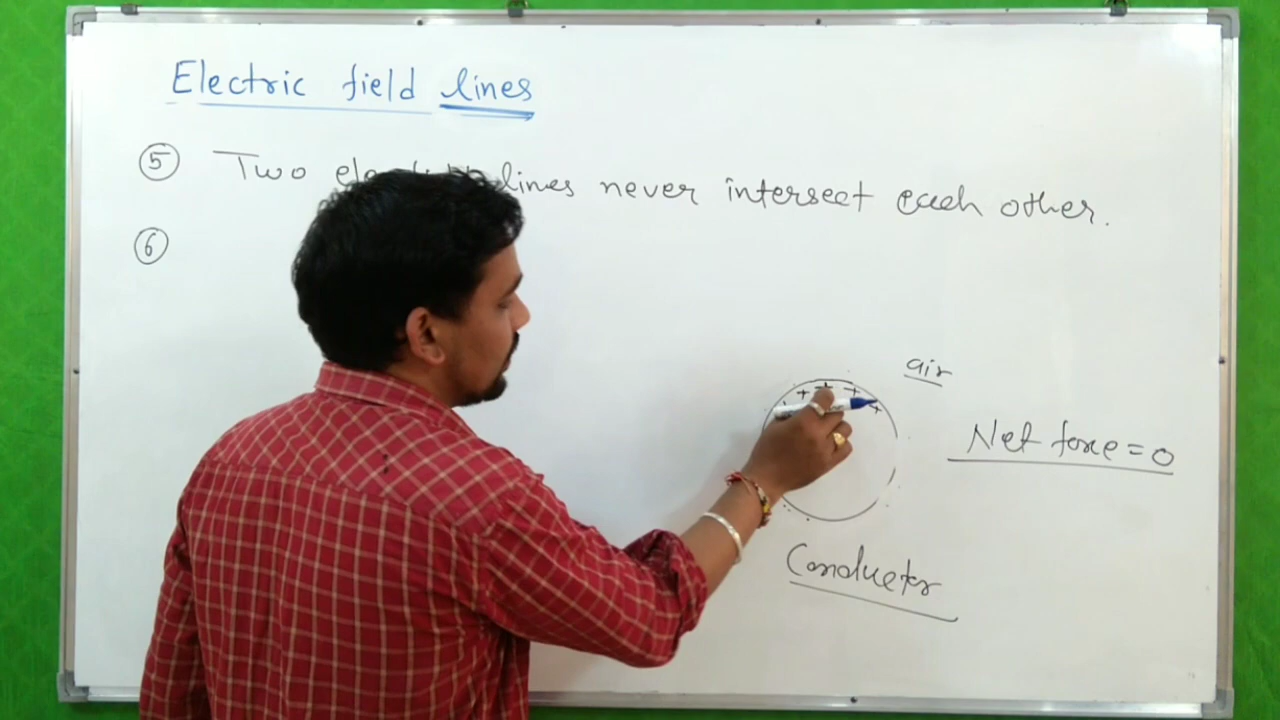 Electric field lines
⑤ Two lines never intersect each other.
⑥
air
+ + + +
Net force = 0
Conductor